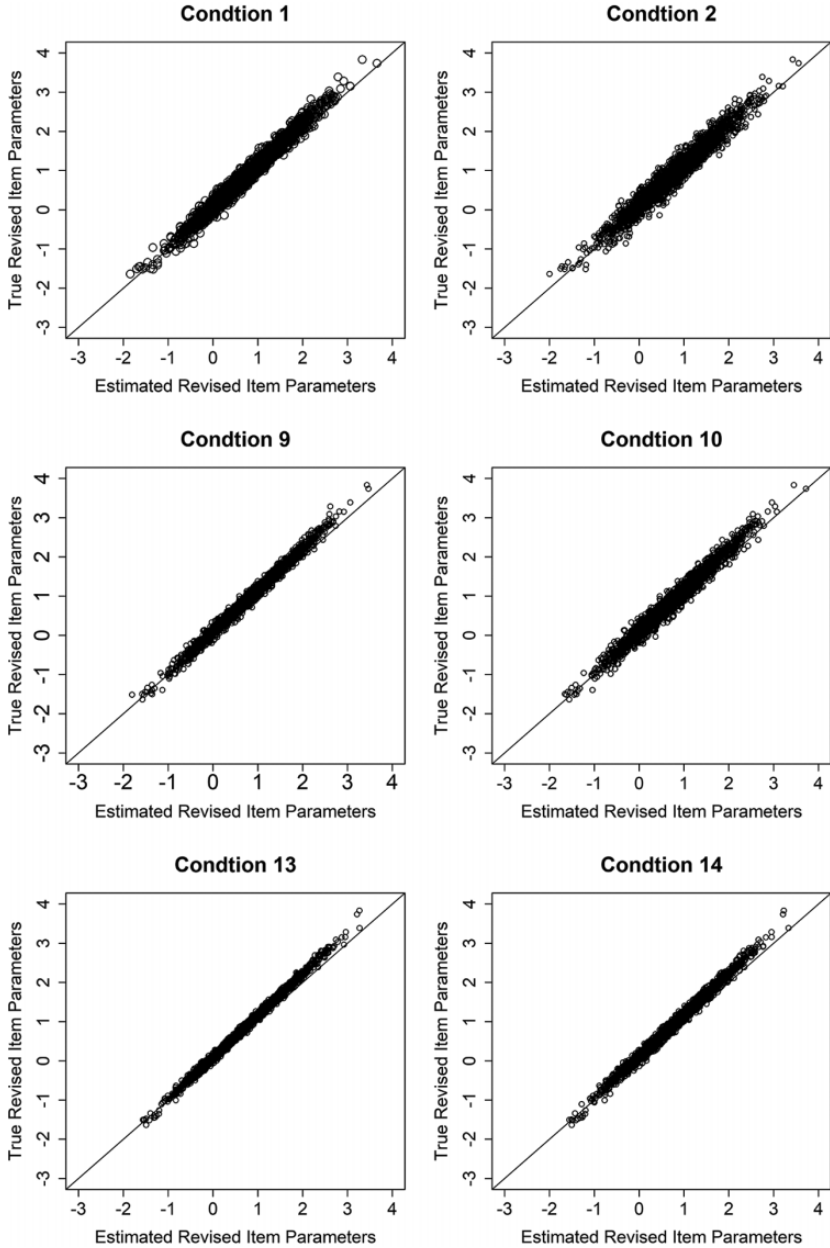 Condtion 1
True Revised Item Parameters
4
3
2
1
0
-1
-2
-3
-3 -2 -1 0 1 2 3 4
Estimated Revised Item Parameters
Condtion 2
True Revised Item Parameters
4
3
2
1
0
-1
-2
-3
-3 -2 -1 0 1 2 3 4
Estimated Revised Item Parameters
Condtion 9
True Revised Item Parameters
4
3
2
1
0
-1
-2
-3
-3 -2 -1 0 1 2 3 4
Estimated Revised Item Parameters
Condtion 10
True Revised Item Parameters
4
3
2
1
0
-1
-2
-3
-3 -2 -1 0 1 2 3 4
Estimated Revised Item Parameters
Condtion 13
True Revised Item Parameters
4
3
2
1
0
-1
-2
-3
-3 -2 -1 0 1 2 3 4
Estimated Revised Item Parameters
Condtion 14
True Revised Item Parameters
4
3
2
1
0
-1
-2
-3
-3 -2 -1 0 1 2 3 4
Estimated Revised Item Parameters